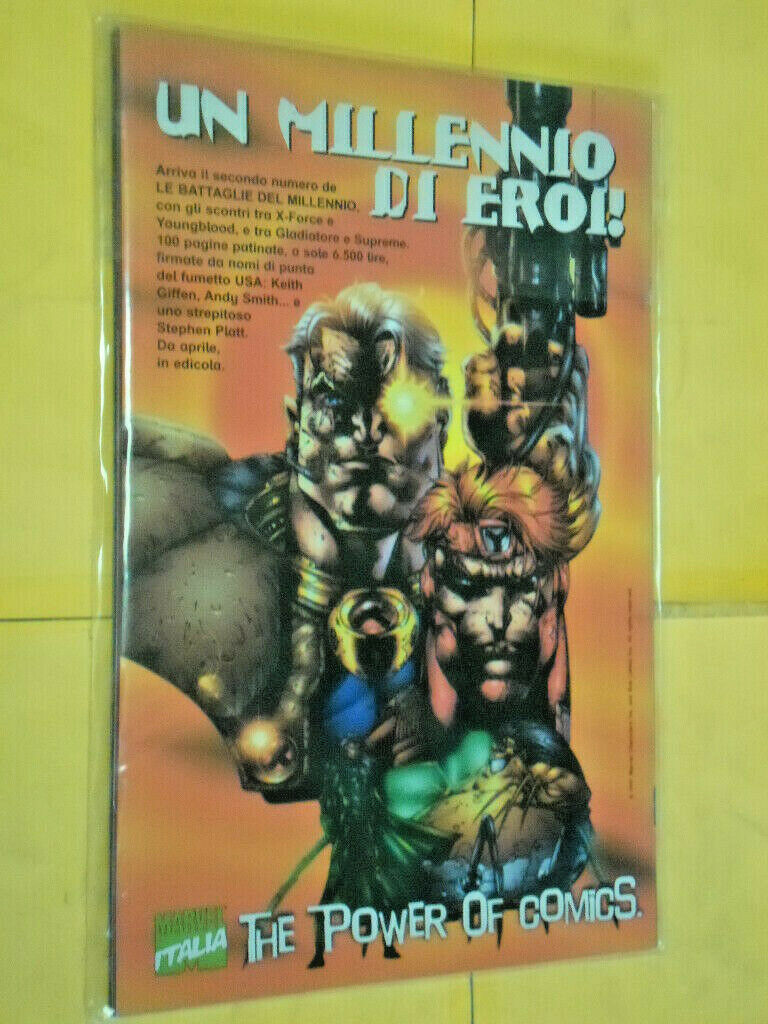 UN MILLENNIO
DI EROI!
Arriva il secondo numero de
LE BATTAGLIE DEL MILLENNIO,
con gli scontri tra X-Force e
Youngblood, e tra Gladiatore e Supreme.
100 pagine patinate, a sole 6.500 lire,
firmate da nomi di punta
del fumetto USA: Keith
Giffen, Andy Smith... e
uno strepitoso
Stephen Platt.
Da aprile,
in edicola.
MARVEL
ITALIA
THE POWER OF COMICS.